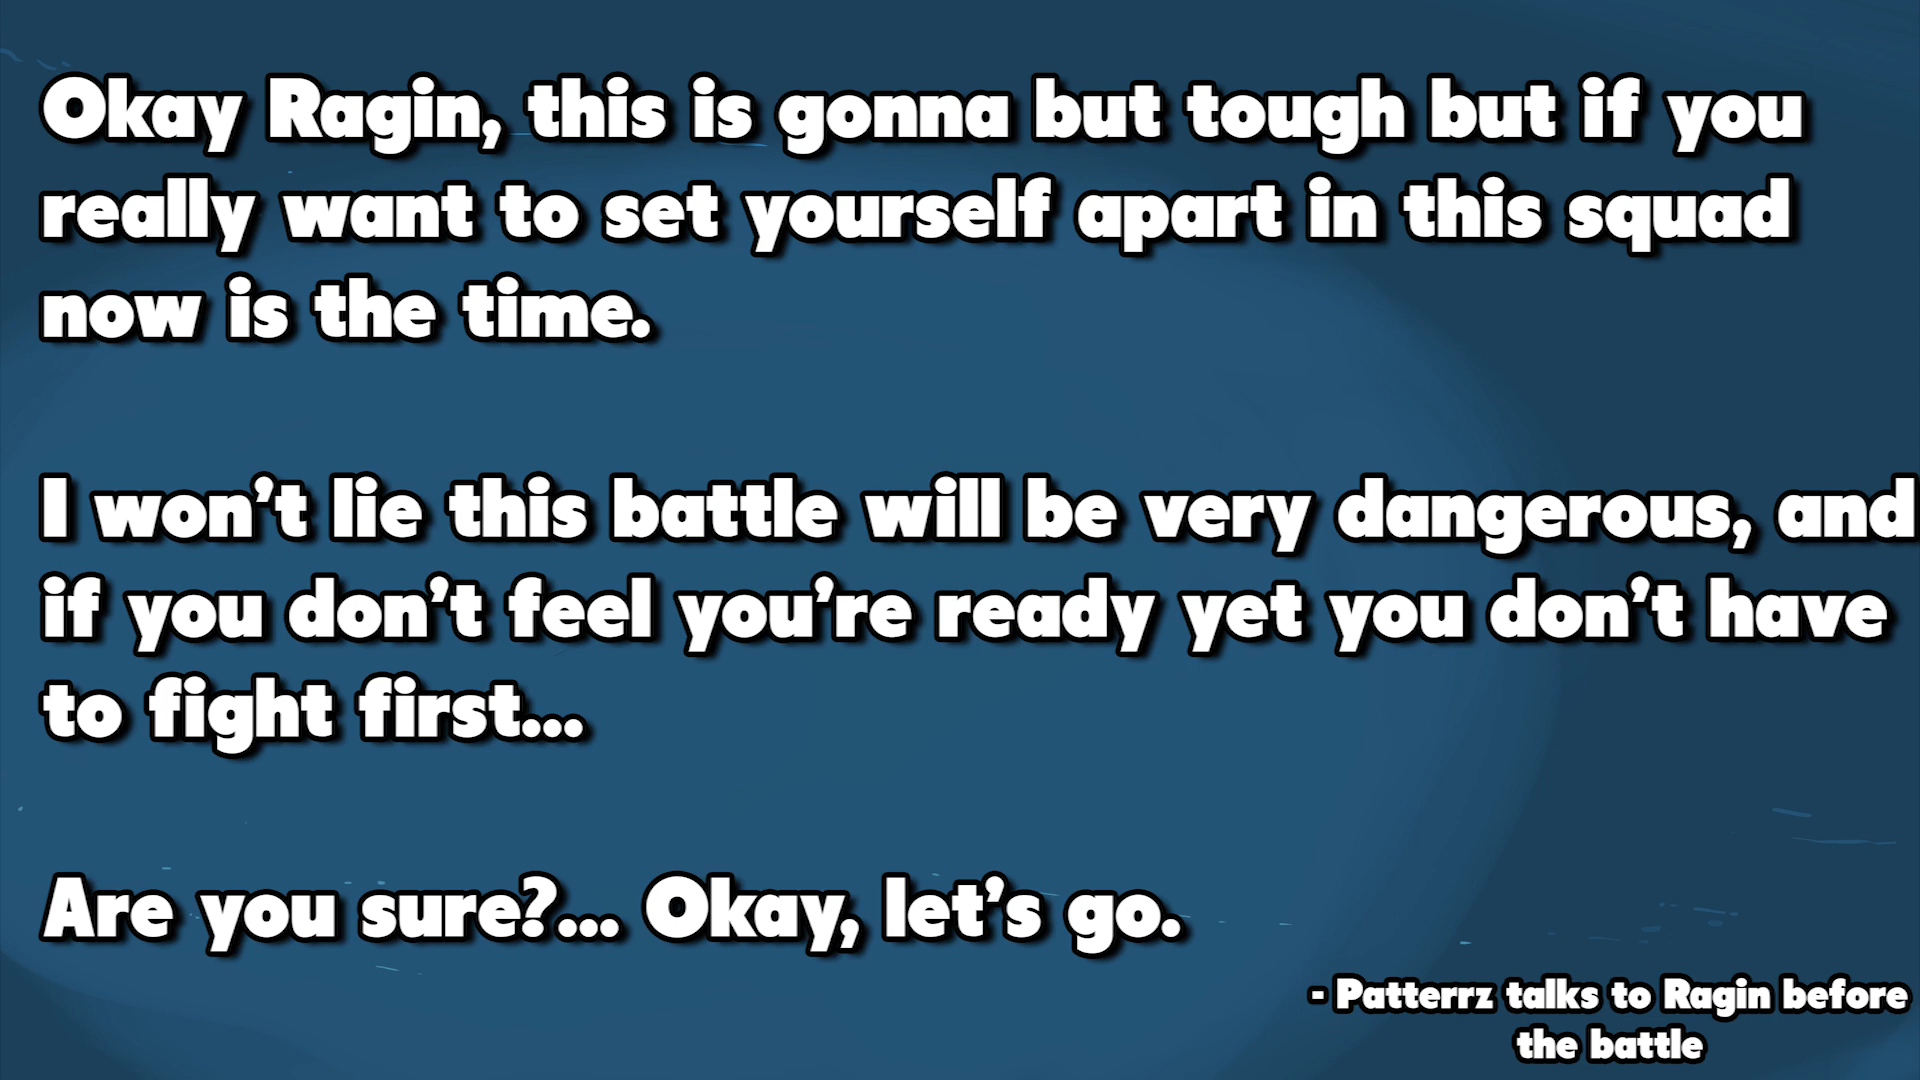 Okay Ragin, this is gonna but tough but if you
really want to set yourself apart in this squad
now is the time.
I won't lie this battle will be very dangerous, and
if you don't feel you're ready yet you don't have
to fight first...
Are you sure?... Okay, let's go.
- Patterrz talks to Ragin before
the battle